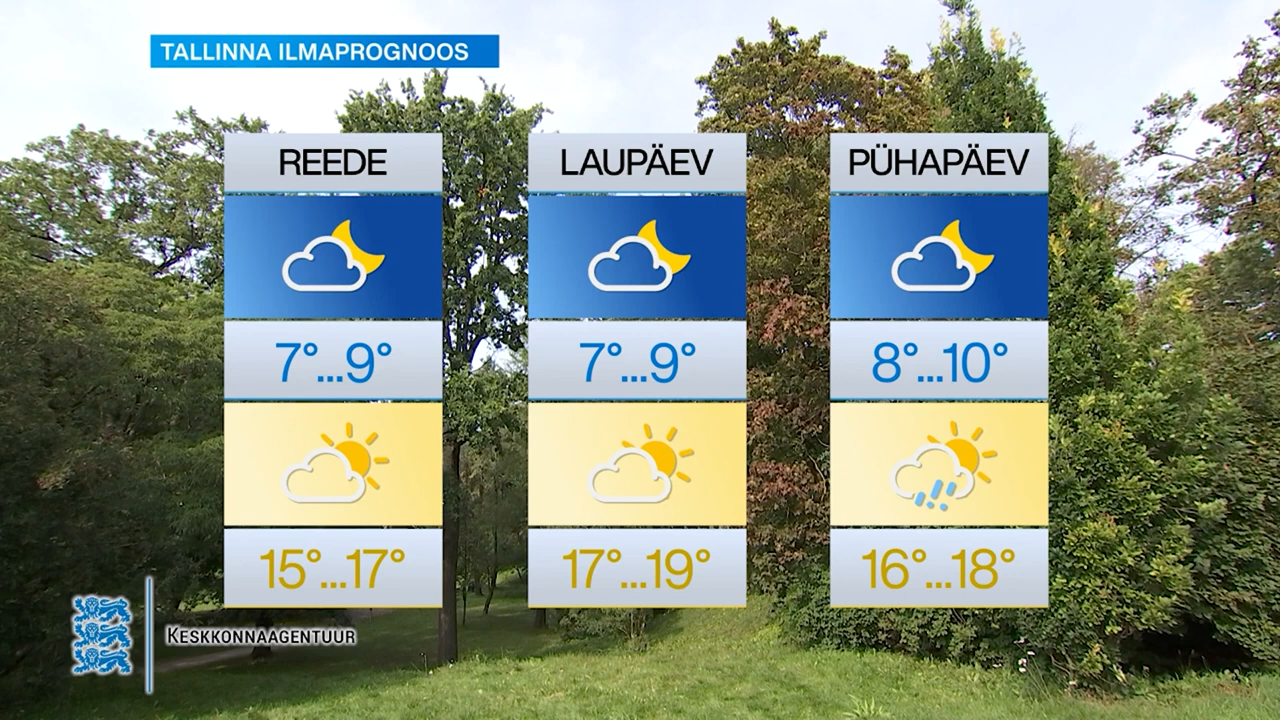 TALLINNA ILMAPROGNOOS
REEDE
LAUPÄEV
PÜHAPÄEV
7°...9°
7°...9°
8°...10°
15°...17°
17°...19°
16°...18°
KESKKONNAAGENTUUR